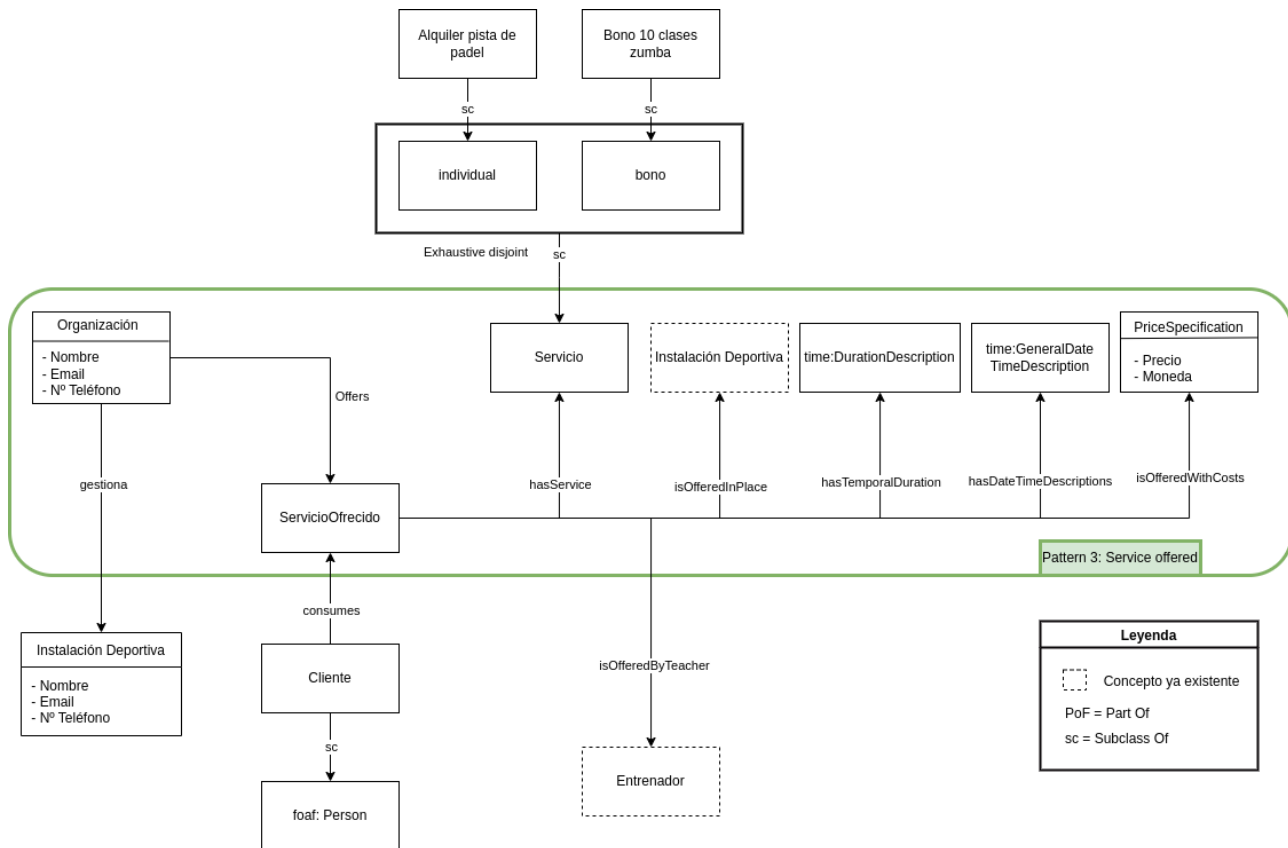 Alquiler pista de
padel
Bono 10 clases
zumba
sc
sc
individual
bono
Exhaustive disjoint
sc
Organización
- Nombre
- Email
- Nº Teléfono
Servicio
Instalación Deportiva
time:DurationDescription
time:GeneralDate
TimeDescription
PriceSpecification
- Precio
- Moneda
Offers
gestiona
hasService
isOfferedInPlace
hasTemporalDuration
hasDateTimeDescriptions
isOfferedWithCosts
ServicioOfrecido
Pattern 3: Service offered
consumes
Instalación Deportiva
- Nombre
- Email
- Nº Teléfono
Cliente
isOfferedByTeacher
sc
foaf: Person
Entrenador
Leyenda
Concepto ya existente
PoF = Part Of
sc = Subclass Of